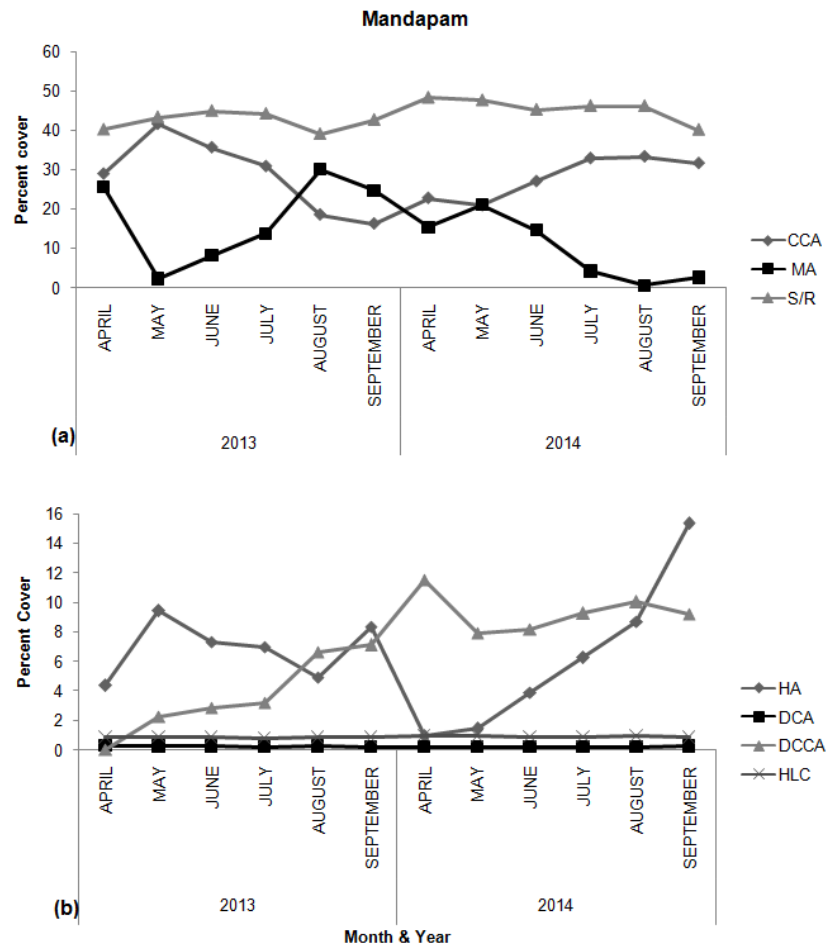 Mandapam
60
50
40
30
20
10
0
Percent cover
CCA
MA
S/R
APRIL
MAY
JUNE
JULY
AUGUST
SEPTEMBER
APRIL
MAY
JUNE
JULY
AUGUST
SEPTEMBER
(a)
2013
2014
16
14
12
10
8
6
4
2
0
Percent Cover
HA
DCA
DCCA
HLC
APRIL
MAY
JUNE
JULY
AUGUST
SEPTEMBER
APRIL
MAY
JUNE
JULY
AUGUST
SEPTEMBER
(b)
2013
2014
Month & Year